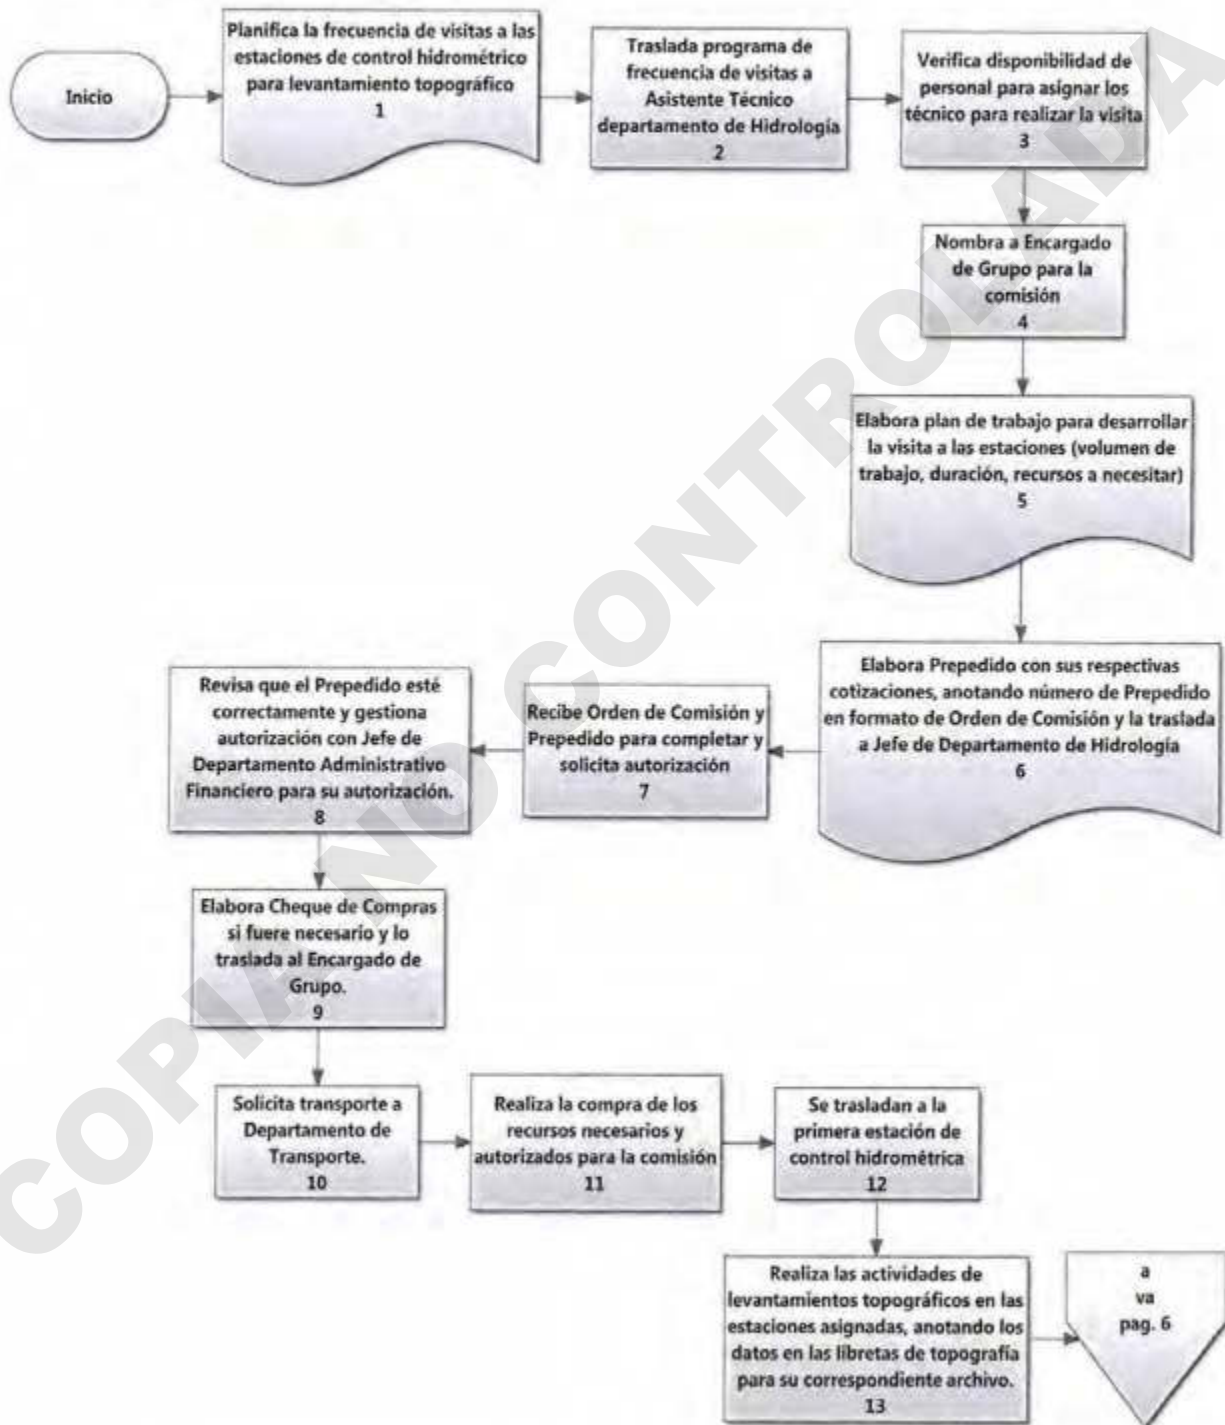 Inicio
Planifica la frecuencia de visitas a las
estaciones de control hidrométrico
para levantamiento topográfico
1
Traslada programa de
frecuencia de visitas a
Asistente Técnico
departamento de Hidrología
2
Verifica disponibilidad de
personal para asignar los
técnico para realizar la visita
3
Nombra a Encargado
de Grupo para la
comisión
4
Elabora plan de trabajo para desarrollar
la visita a las estaciones (volumen de
trabajo, duración, recursos a necesitar)
5
Elabora Prepedido con sus respectivas
cotizaciones, anotando número de Prepedido
en formato de Orden de Comisión y la traslada
a Jefe de Departamento de Hidrología
6
Recibe Orden de Comisión y
Prepedido para completar y
solicita autorización
7
Revisa que el Prepedido esté
correctamente y gestiona
autorización con Jefe de
Departamento Administrativo
Financiero para su autorización.
8
Elabora Cheque de Compras
si fuere necesario y lo
traslada al Encargado de
Grupo.
9
Solicita transporte a
Departamento de
Transporte.
10
Realiza la compra de los
recursos necesarios y
autorizados para la comisión
11
Se trasladan a la
primera estación de
control hidrométrica
12
Realiza las actividades de
levantamientos topográficos en las
estaciones asignadas, anotando los
datos en las libretas de topografía
para su correspondiente archivo.
13
a
va
pag. 6
COPIA NO CONTROLADA